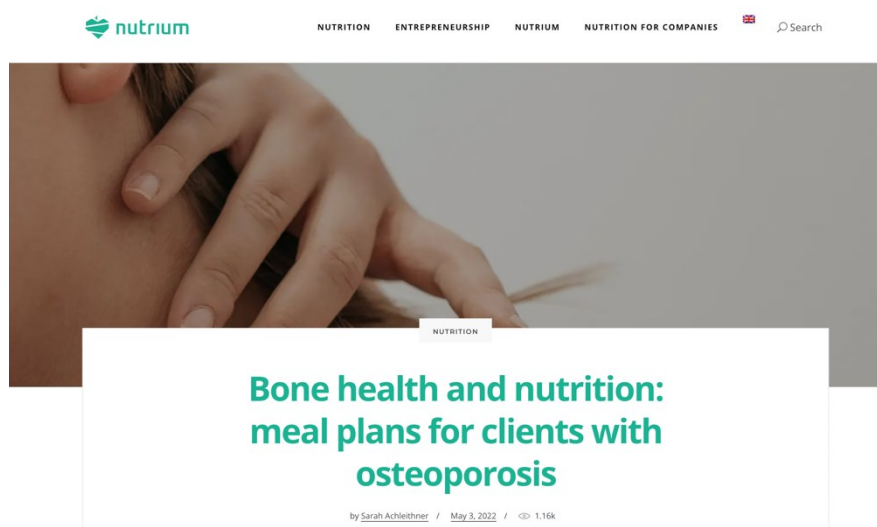 nutrium
NUTRITION ENTREPRENEURSHIP NUTRIUM NUTRITION FOR COMPANIES Search
NUTRITION
Bone health and nutrition:
meal plans for clients with
osteoporosis
by Sarah Achleithner / May 3, 2022 / 1.16k